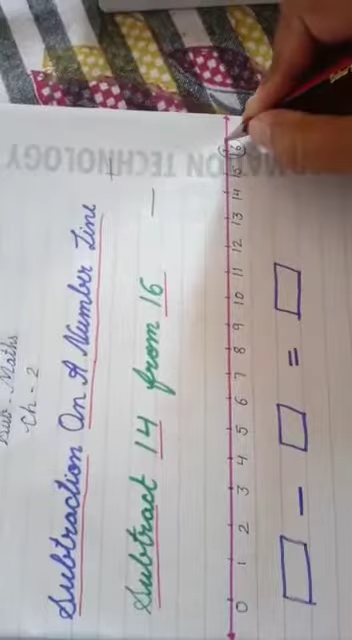 Sub - Maths
Ch - 2
Subtraction On A Number Line
+ -
Subtract 14 from 16
0 1 2 3 4 5 6 7 8 9 10 11 12 13 14 15 16
- =
INFORMATION TECHNOLOGY